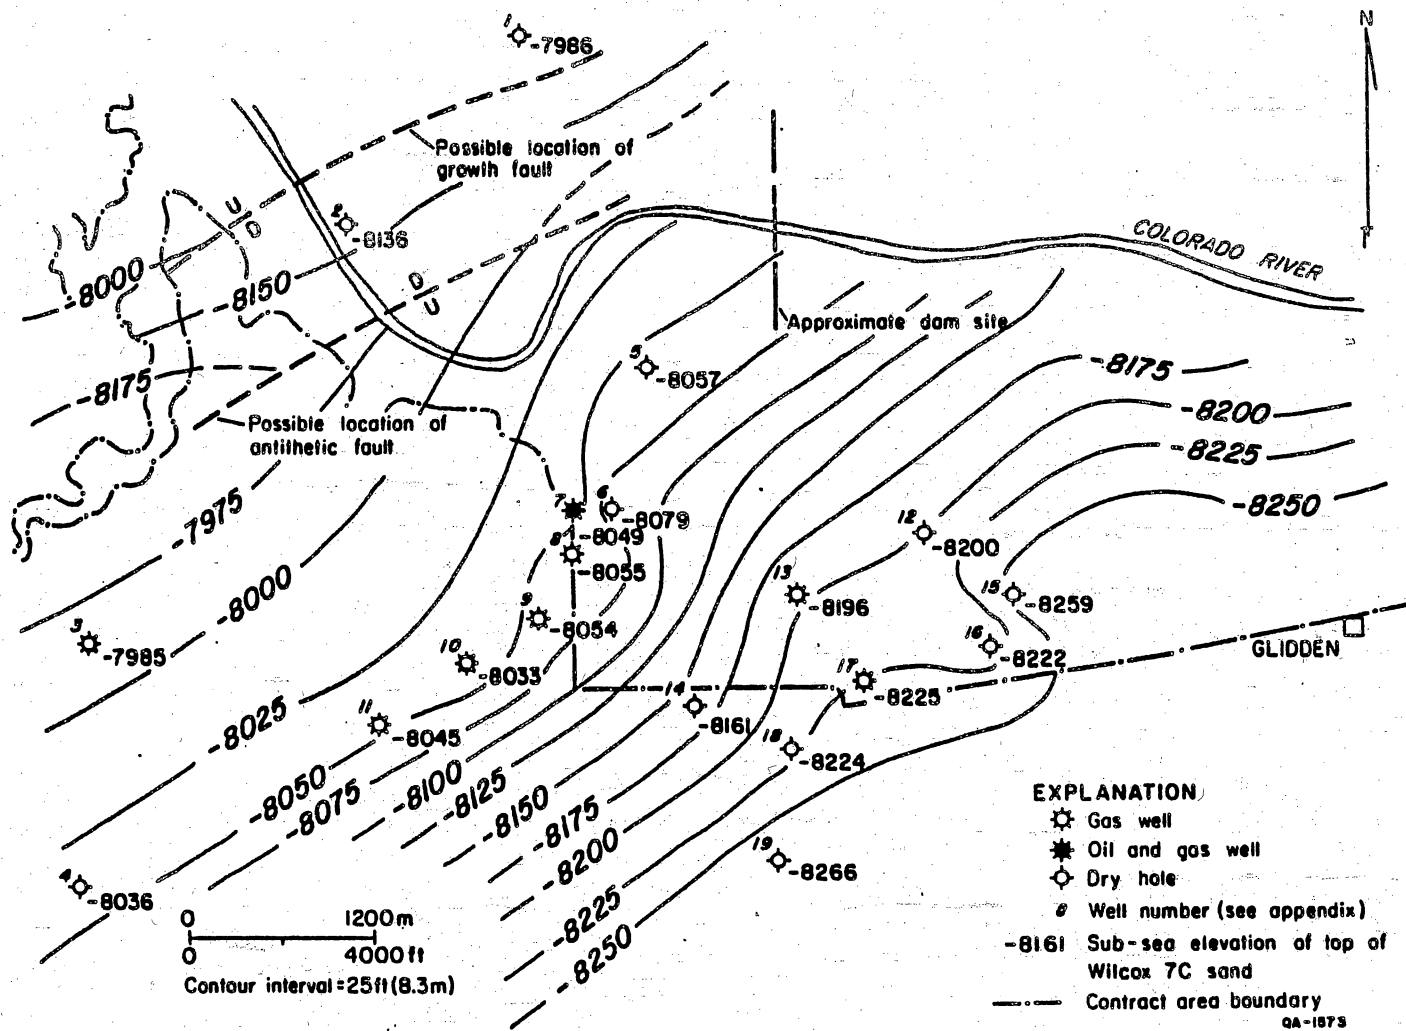 N
1
-7986
Possible location of
growth fault
U
D
2
-8136
COLORADO RIVER
-8000
-8150
D
U
Approximate dam site
5
-8057
-8175
-8175
-8200
Possible location of
antithetic fault
-8225
-8250
-7975
7
6
-8079
-8049
8
-8055
12
-8200
-8000
13
-8196
15
-8259
9
-8054
3
-7985
10
-8033
16
-8222
GLIDDEN
17
-8225
14
-8161
11
-8045
-8025
18
-8224
-8050
-8075
-8100
-8125
-8150
-8175
-8200
-8225
-8250
19
-8266
4
-8036
0 1200m
0 4000ft
Contour interval=25ft(8.3m)
EXPLANATION
Gas well
Oil and gas well
Dry hole
8 Well number (see appendix)
-8161 Sub-sea elevation of top of
Wilcox 7C sand
Contract area boundary
QA-1573